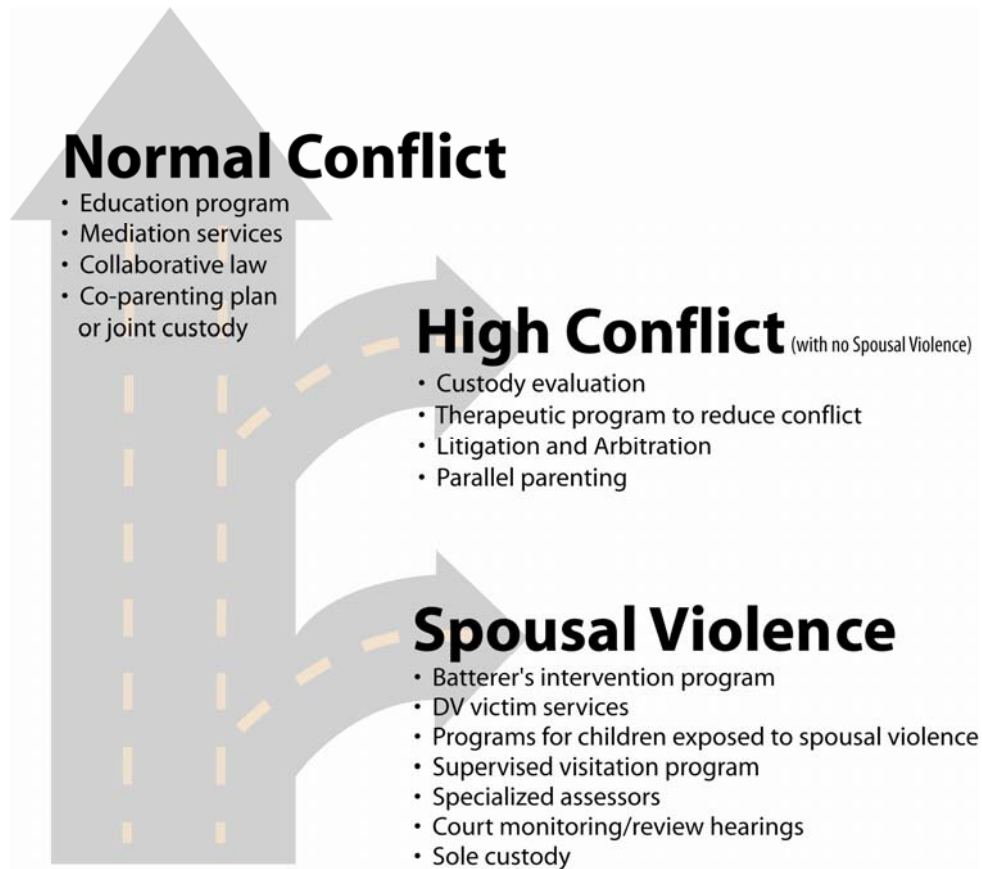 Normal Conflict
• Education program
• Mediation services
• Collaborative law
• Co-parenting plan
or joint custody
High Conflict (with no Spousal Violence)
• Custody evaluation
• Therapeutic program to reduce conflict
• Litigation and Arbitration
• Parallel parenting
Spousal Violence
• Batterer's intervention program
• DV victim services
• Programs for children exposed to spousal violence
• Supervised visitation program
• Specialized assessors
• Court monitoring/review hearings
• Sole custody